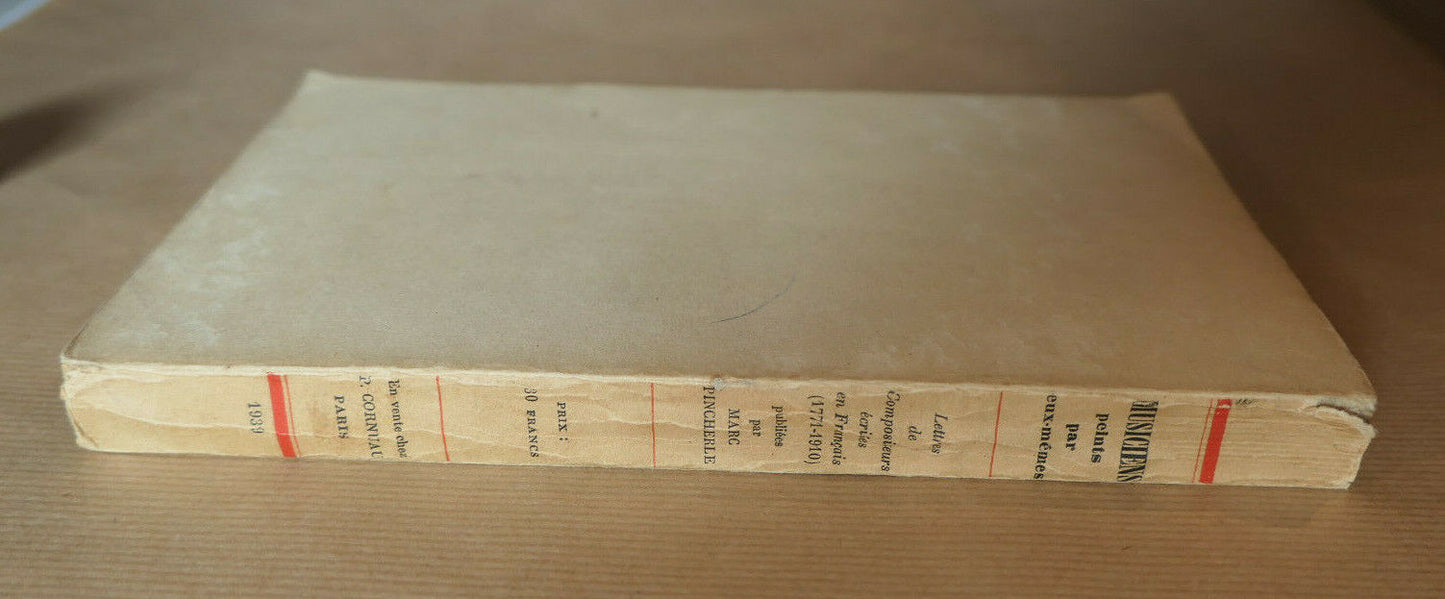 MUSICIENS
peints
par
eux-mêmes
Lettres
de
Compositeurs
écrites
en Français
(1771-1910)
publiées
par
MARC
PINCHERLE
PRIX :
30 FRANCS
En vente chez
P. CORNUAU
PARIS
1939